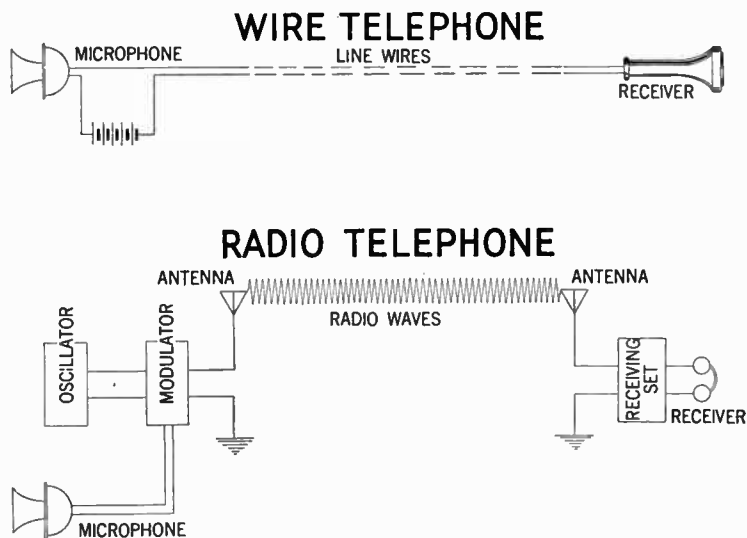 WIRE TELEPHONE
MICROPHONE
LINE WIRES
RECEIVER
RADIO TELEPHONE
ANTENNA
ANTENNA
RADIO WAVES
OSCILLATOR
MODULATOR
RECEIVING
SET
RECEIVER
MICROPHONE